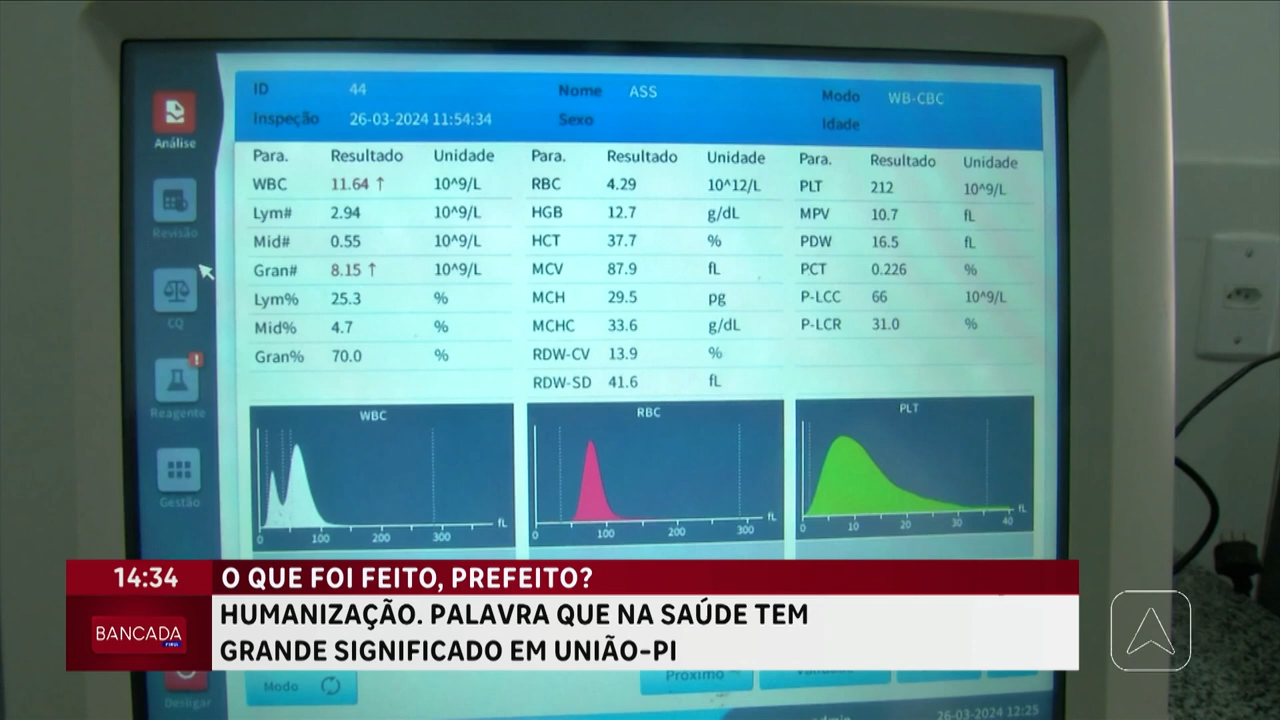 ID 44 Nome ASS Modo WB-CBC
Inspeção 26-03-2024 11:54:34 Sexo Idade
Análise
Revisão
CQ
Reagente
Gestão
Desligar
Para. Resultado Unidade Para. Resultado Unidade Para. Resultado Unidade
WBC 11.64 ↑ 10^9/L RBC 4.29 10^12/L PLT 212 10^9/L
Lym# 2.94 10^9/L HGB 12.7 g/dL MPV 10.7 fL
Mid# 0.55 10^9/L HCT 37.7 % PDW 16.5 fL
Gran# 8.15 ↑ 10^9/L MCV 87.9 fL PCT 0.226 %
Lym% 25.3 % MCH 29.5 pg P-LCC 66 10^9/L
Mid% 4.7 % MCHC 33.6 g/dL P-LCR 31.0 %
Gran% 70.0 % RDW-CV 13.9 %
RDW-SD 41.6 fL
WBC RBC PLT
0 100 200 300 fL 0 100 200 300 fL 0 10 20 30 40 fL
14:34 O QUE FOI FEITO, PREFEITO?
BANCADA
HUMANIZAÇÃO. PALAVRA QUE NA SAÚDE TEM
GRANDE SIGNIFICADO EM UNIÃO-PI
Modo Próximo
admin 26-03-2024 12:25